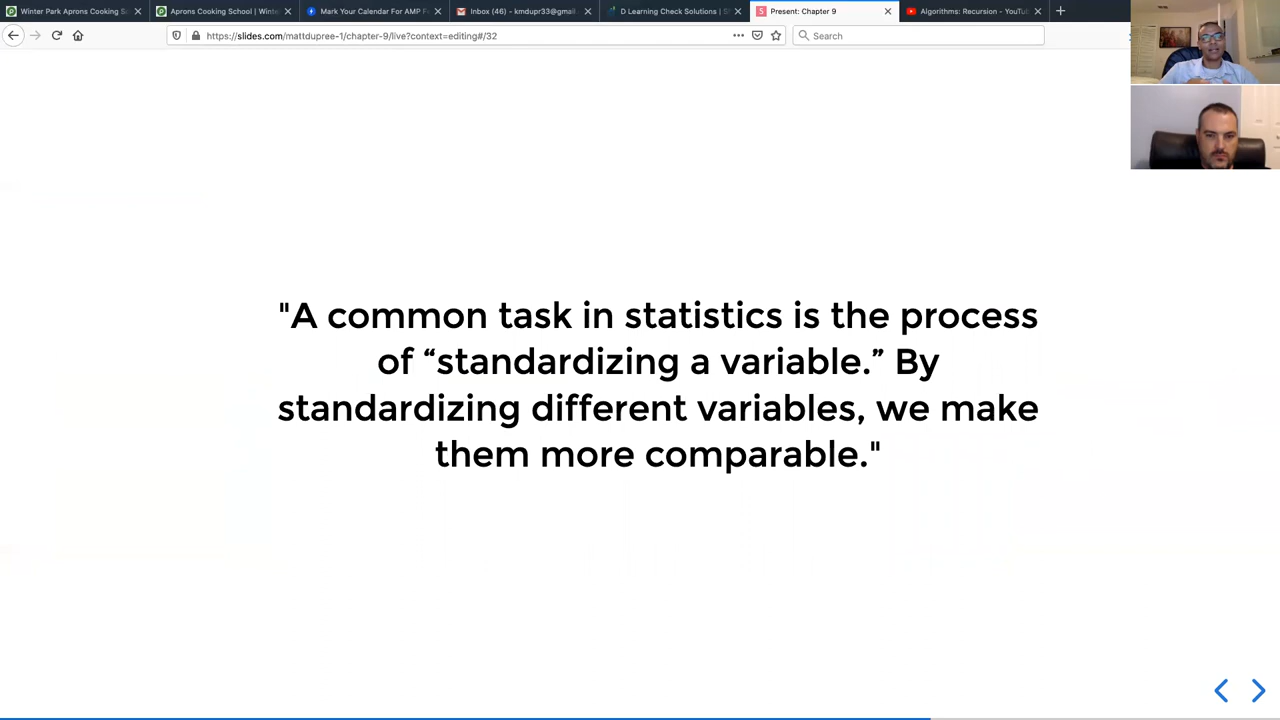 Winter Park Aprons Cooking Sc
Aprons Cooking School | Winte
Mark Your Calendar For AMP Fe
Inbox (46) - kmdupr33@gmail
D Learning Check Solutions | St
Present: Chapter 9
Algorithms: Recursion - YouTu
https://slides.com/mattdupree-1/chapter-9/live?context=editing#/32
Search
"A common task in statistics is the process
of “standardizing a variable.” By
standardizing different variables, we make
them more comparable."